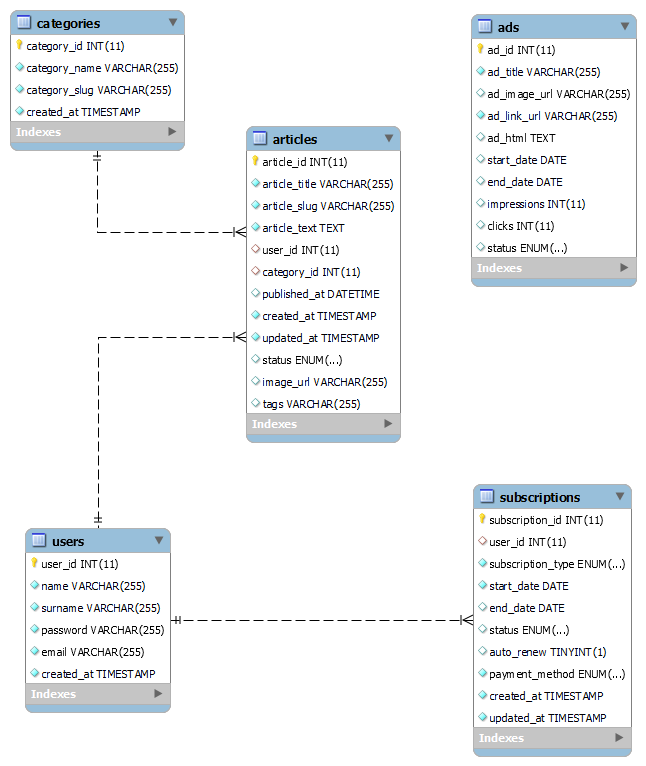 categories
category_id INT(11)
category_name VARCHAR(255)
category_slug VARCHAR(255)
created_at TIMESTAMP
Indexes
ads
ad_id INT(11)
ad_title VARCHAR(255)
ad_image_url VARCHAR(255)
ad_link_url VARCHAR(255)
ad_html TEXT
start_date DATE
end_date DATE
impressions INT(11)
clicks INT(11)
status ENUM(...)
Indexes
articles
article_id INT(11)
article_title VARCHAR(255)
article_slug VARCHAR(255)
article_text TEXT
user_id INT(11)
category_id INT(11)
published_at DATETIME
created_at TIMESTAMP
updated_at TIMESTAMP
status ENUM(...)
image_url VARCHAR(255)
tags VARCHAR(255)
Indexes
users
user_id INT(11)
name VARCHAR(255)
surname VARCHAR(255)
password VARCHAR(255)
email VARCHAR(255)
created_at TIMESTAMP
Indexes
subscriptions
subscription_id INT(11)
user_id INT(11)
subscription_type ENUM(...)
start_date DATE
end_date DATE
status ENUM(...)
auto_renew TINYINT(1)
payment_method ENUM(...)
created_at TIMESTAMP
updated_at TIMESTAMP
Indexes